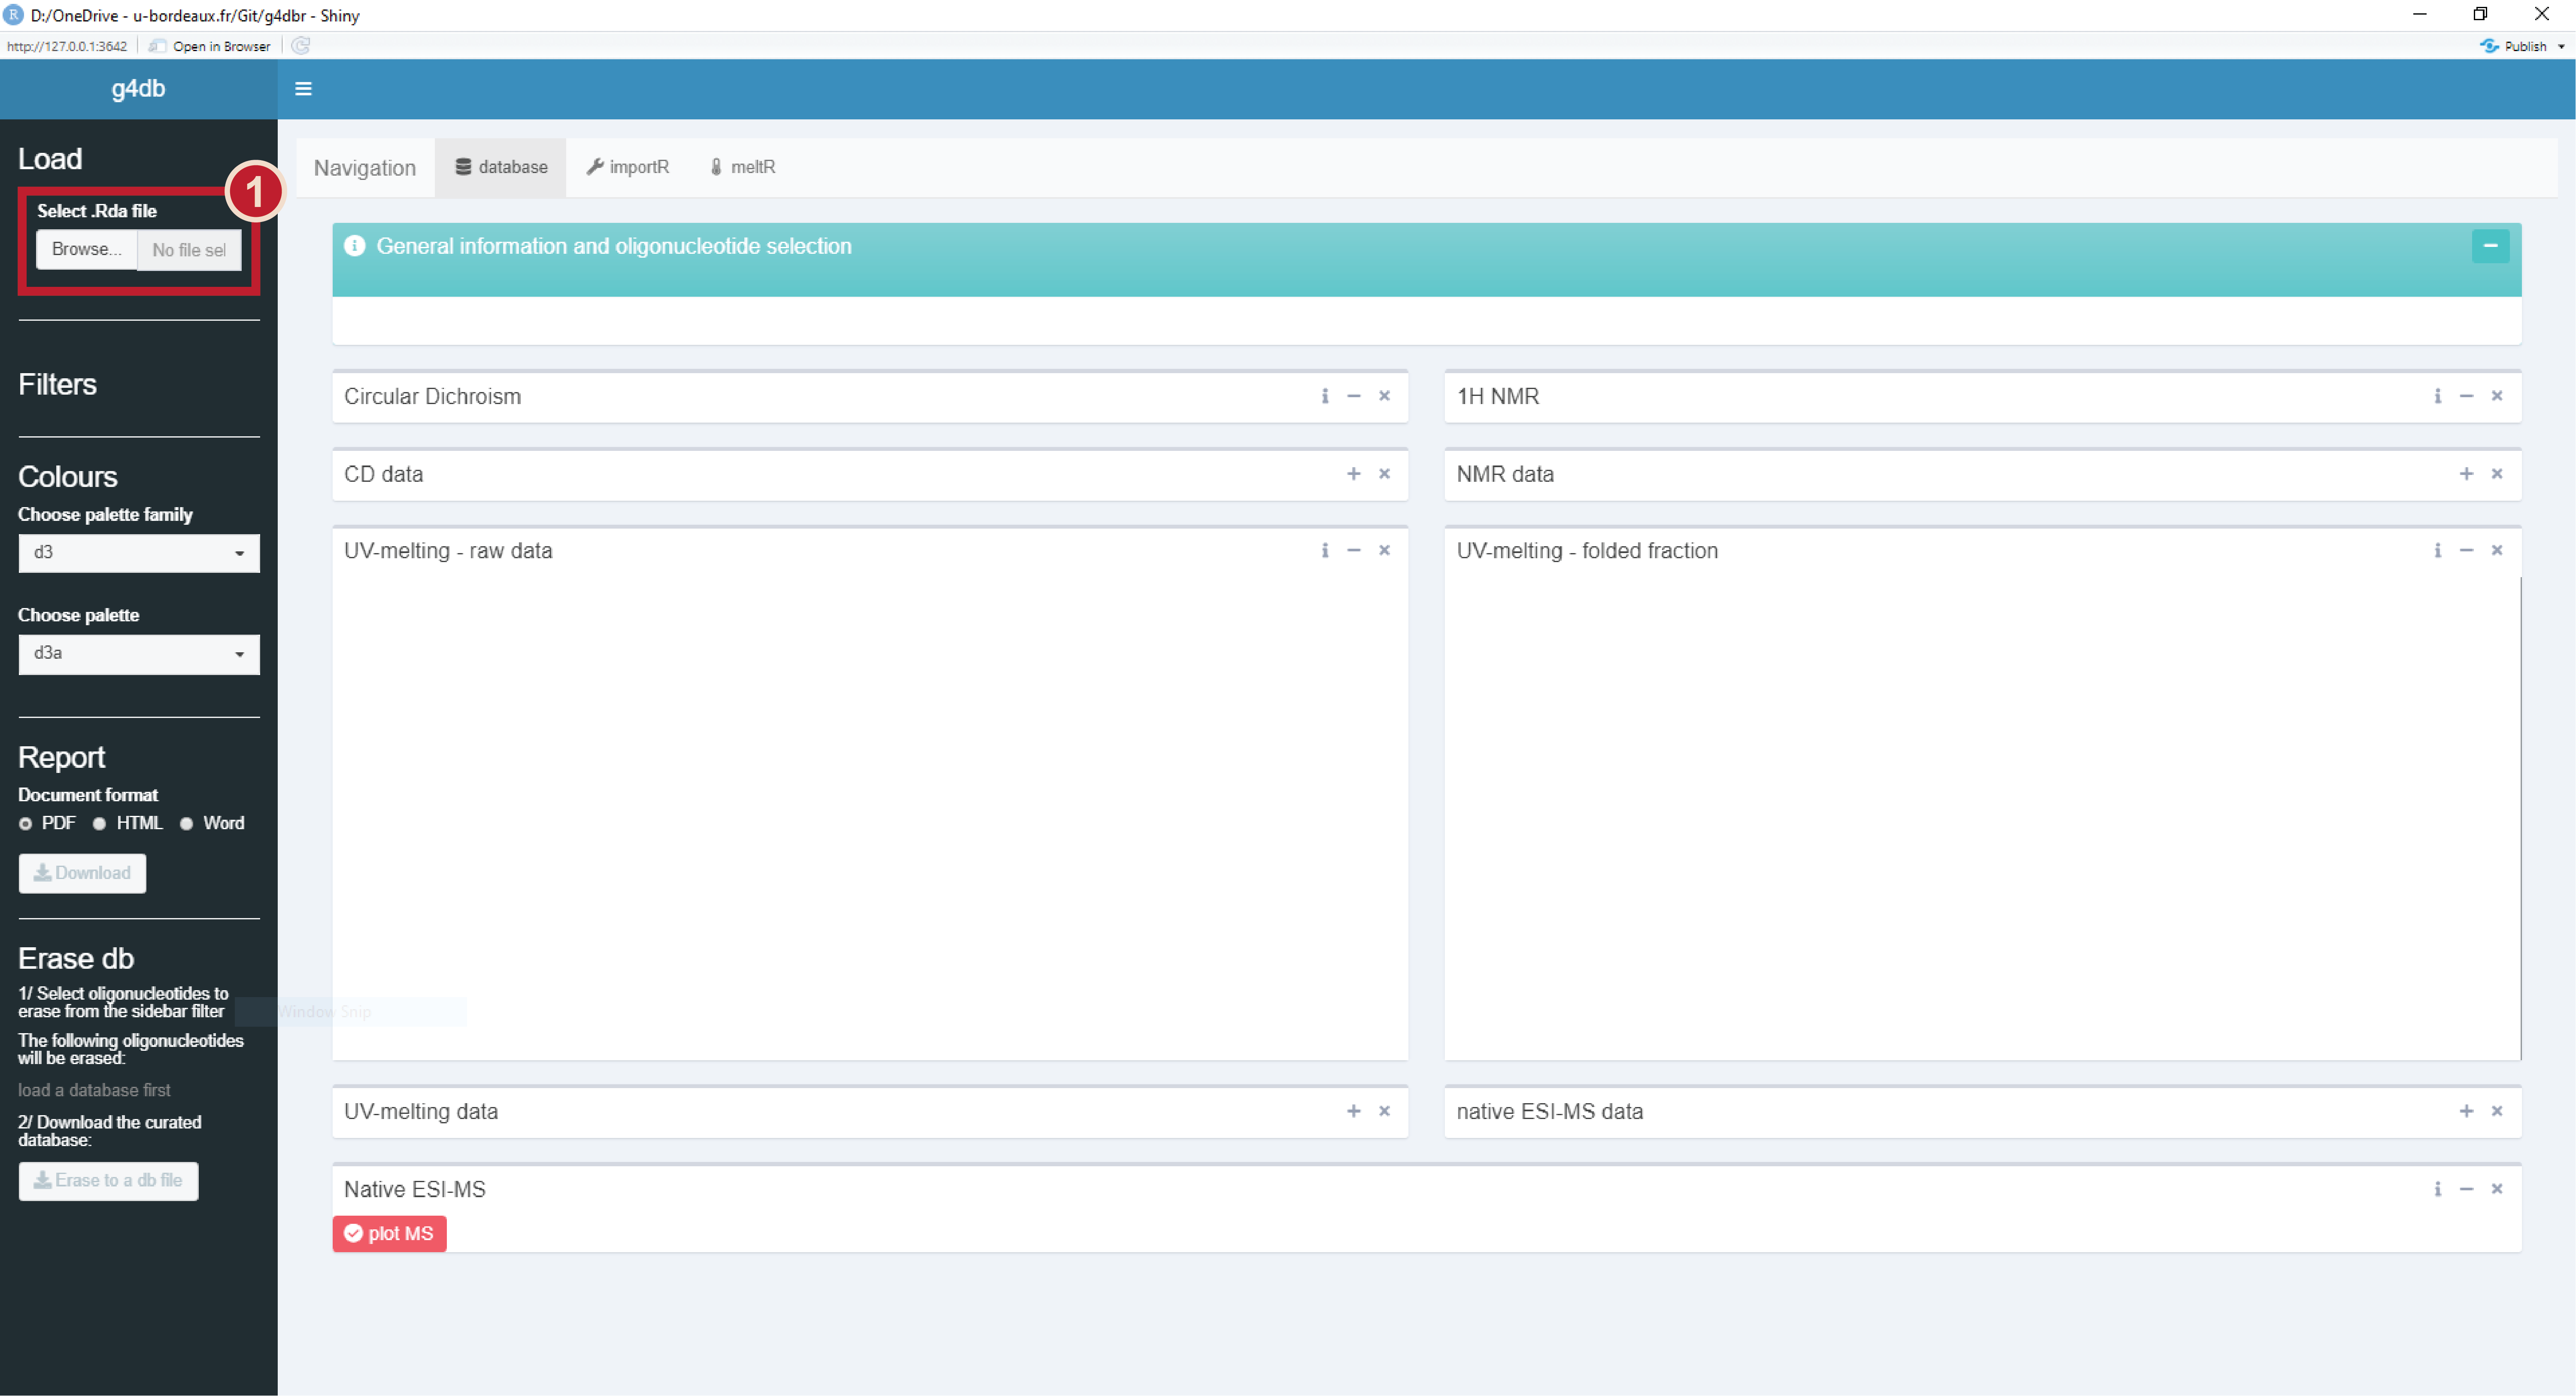 R D:/OneDrive - u-bordeaux.fr/Git/g4dbr - Shiny
http://127.0.0.1:3642 Open in Browser Publish
g4db
Load
1
Select .Rda file
Browse... No file sel
Filters
Colours
Choose palette family
d3
Choose palette
d3a
Report
Document format
PDF HTML Word
Download
Erase db
1/ Select oligonucleotides to
erase from the sidebar filter
The following oligonucleotides
will be erased:
load a database first
2/ Download the curated
database:
Erase to a db file
Navigation database importR meltR
General information and oligonucleotide selection
Circular Dichroism
1H NMR
CD data
NMR data
UV-melting - raw data
UV-melting - folded fraction
Window Snip
UV-melting data
native ESI-MS data
Native ESI-MS
plot MS